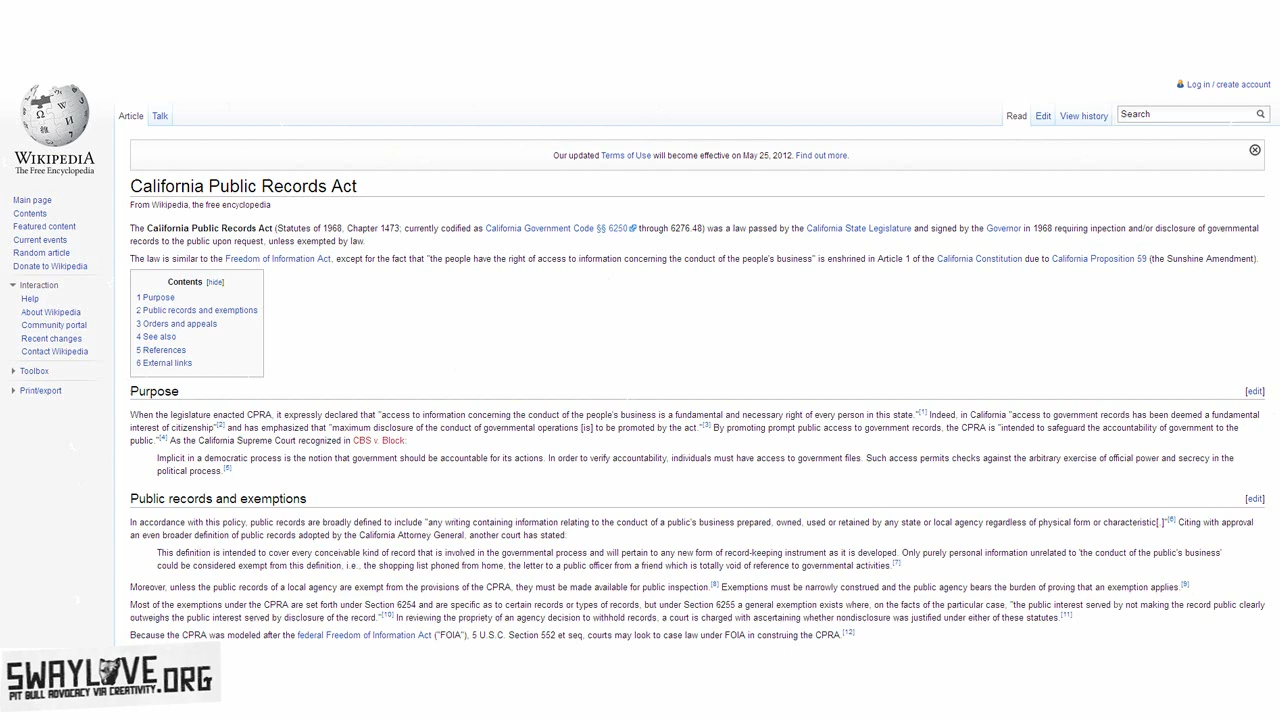 Log in / create account
Article Talk Read Edit View history Search
WIKIPEDIA
The Free Encyclopedia
Our updated Terms of Use will become effective on May 25, 2012. Find out more.
California Public Records Act
From Wikipedia, the free encyclopedia
Main page
Contents
Featured content
Current events
Random article
Donate to Wikipedia
Interaction
Help
About Wikipedia
Community portal
Recent changes
Contact Wikipedia
Toolbox
Print/export
The California Public Records Act (Statutes of 1968, Chapter 1473; currently codified as California Government Code §§ 6250 through 6276.48) was a law passed by the California State Legislature and signed by the Governor in 1968 requiring inpection and/or disclosure of governmental
records to the public upon request, unless exempted by law.
The law is similar to the Freedom of Information Act, except for the fact that "the people have the right of access to information concerning the conduct of the people's business" is enshrined in Article 1 of the California Constitution due to California Proposition 59 (the Sunshine Amendment).
Contents [hide]
1 Purpose
2 Public records and exemptions
3 Orders and appeals
4 See also
5 References
6 External links
Purpose [edit]
When the legislature enacted CPRA, it expressly declared that "access to information concerning the conduct of the people's business is a fundamental and necessary right of every person in this state."[1] Indeed, in California "access to government records has been deemed a fundamental
interest of citizenship"[2] and has emphasized that "maximum disclosure of the conduct of governmental operations [is] to be promoted by the act."[3] By promoting prompt public access to government records, the CPRA is "intended to safeguard the accountability of government to the
public."[4] As the California Supreme Court recognized in CBS v. Block:
Implicit in a democratic process is the notion that government should be accountable for its actions. In order to verify accountability, individuals must have access to government files. Such access permits checks against the arbitrary exercise of official power and secrecy in the
political process.[5]
Public records and exemptions [edit]
In accordance with this policy, public records are broadly defined to include "any writing containing information relating to the conduct of a public's business prepared, owned, used or retained by any state or local agency regardless of physical form or characteristic[.]"[6] Citing with approval
an even broader definition of public records adopted by the California Attorney General, another court has stated:
This definition is intended to cover every conceivable kind of record that is involved in the governmental process and will pertain to any new form of record-keeping instrument as it is developed. Only purely personal information unrelated to 'the conduct of the public's business'
could be considered exempt from this definition, i.e., the shopping list phoned from home, the letter to a public officer from a friend which is totally void of reference to governmental activities.[7]
Moreover, unless the public records of a local agency are exempt from the provisions of the CPRA, they must be made available for public inspection.[8] Exemptions must be narrowly construed and the public agency bears the burden of proving that an exemption applies.[9]
Most of the exemptions under the CPRA are set forth under Section 6254 and are specific as to certain records or types of records, but under Section 6255 a general exemption exists where, on the facts of the particular case, "the public interest served by not making the record public clearly
outweighs the public interest served by disclosure of the record."[10] In reviewing the propriety of an agency decision to withhold records, a court is charged with ascertaining whether nondisclosure was justified under either of these statutes.[11]
Because the CPRA was modeled after the federal Freedom of Information Act ("FOIA"), 5 U.S.C. Section 552 et seq, courts may look to case law under FOIA in construing the CPRA.[12]
SWAYLOVE.ORG
PIT BULL ADVOCACY VIA CREATIVITY.